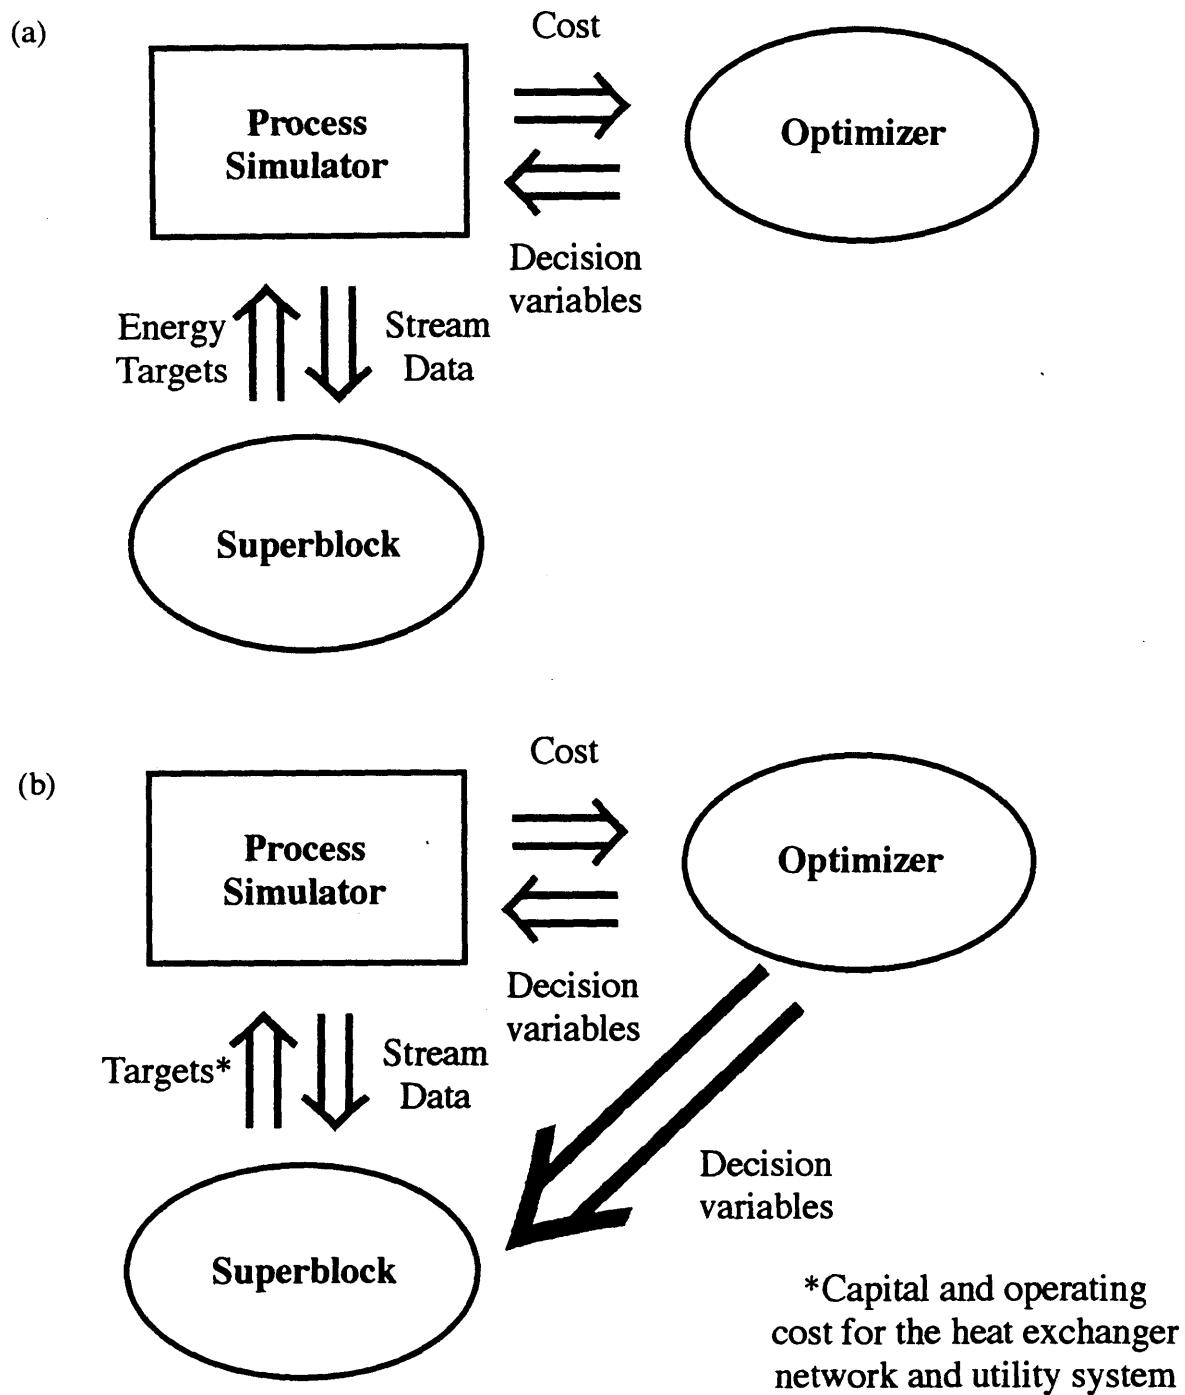 (a)
Cost
Process
Simulator
Optimizer
Decision
variables
Energy
Targets
Stream
Data
Superblock
(b)
Cost
Process
Simulator
Optimizer
Decision
variables
Targets*
Stream
Data
Decision
variables
Superblock
*Capital and operating
cost for the heat exchanger
network and utility system